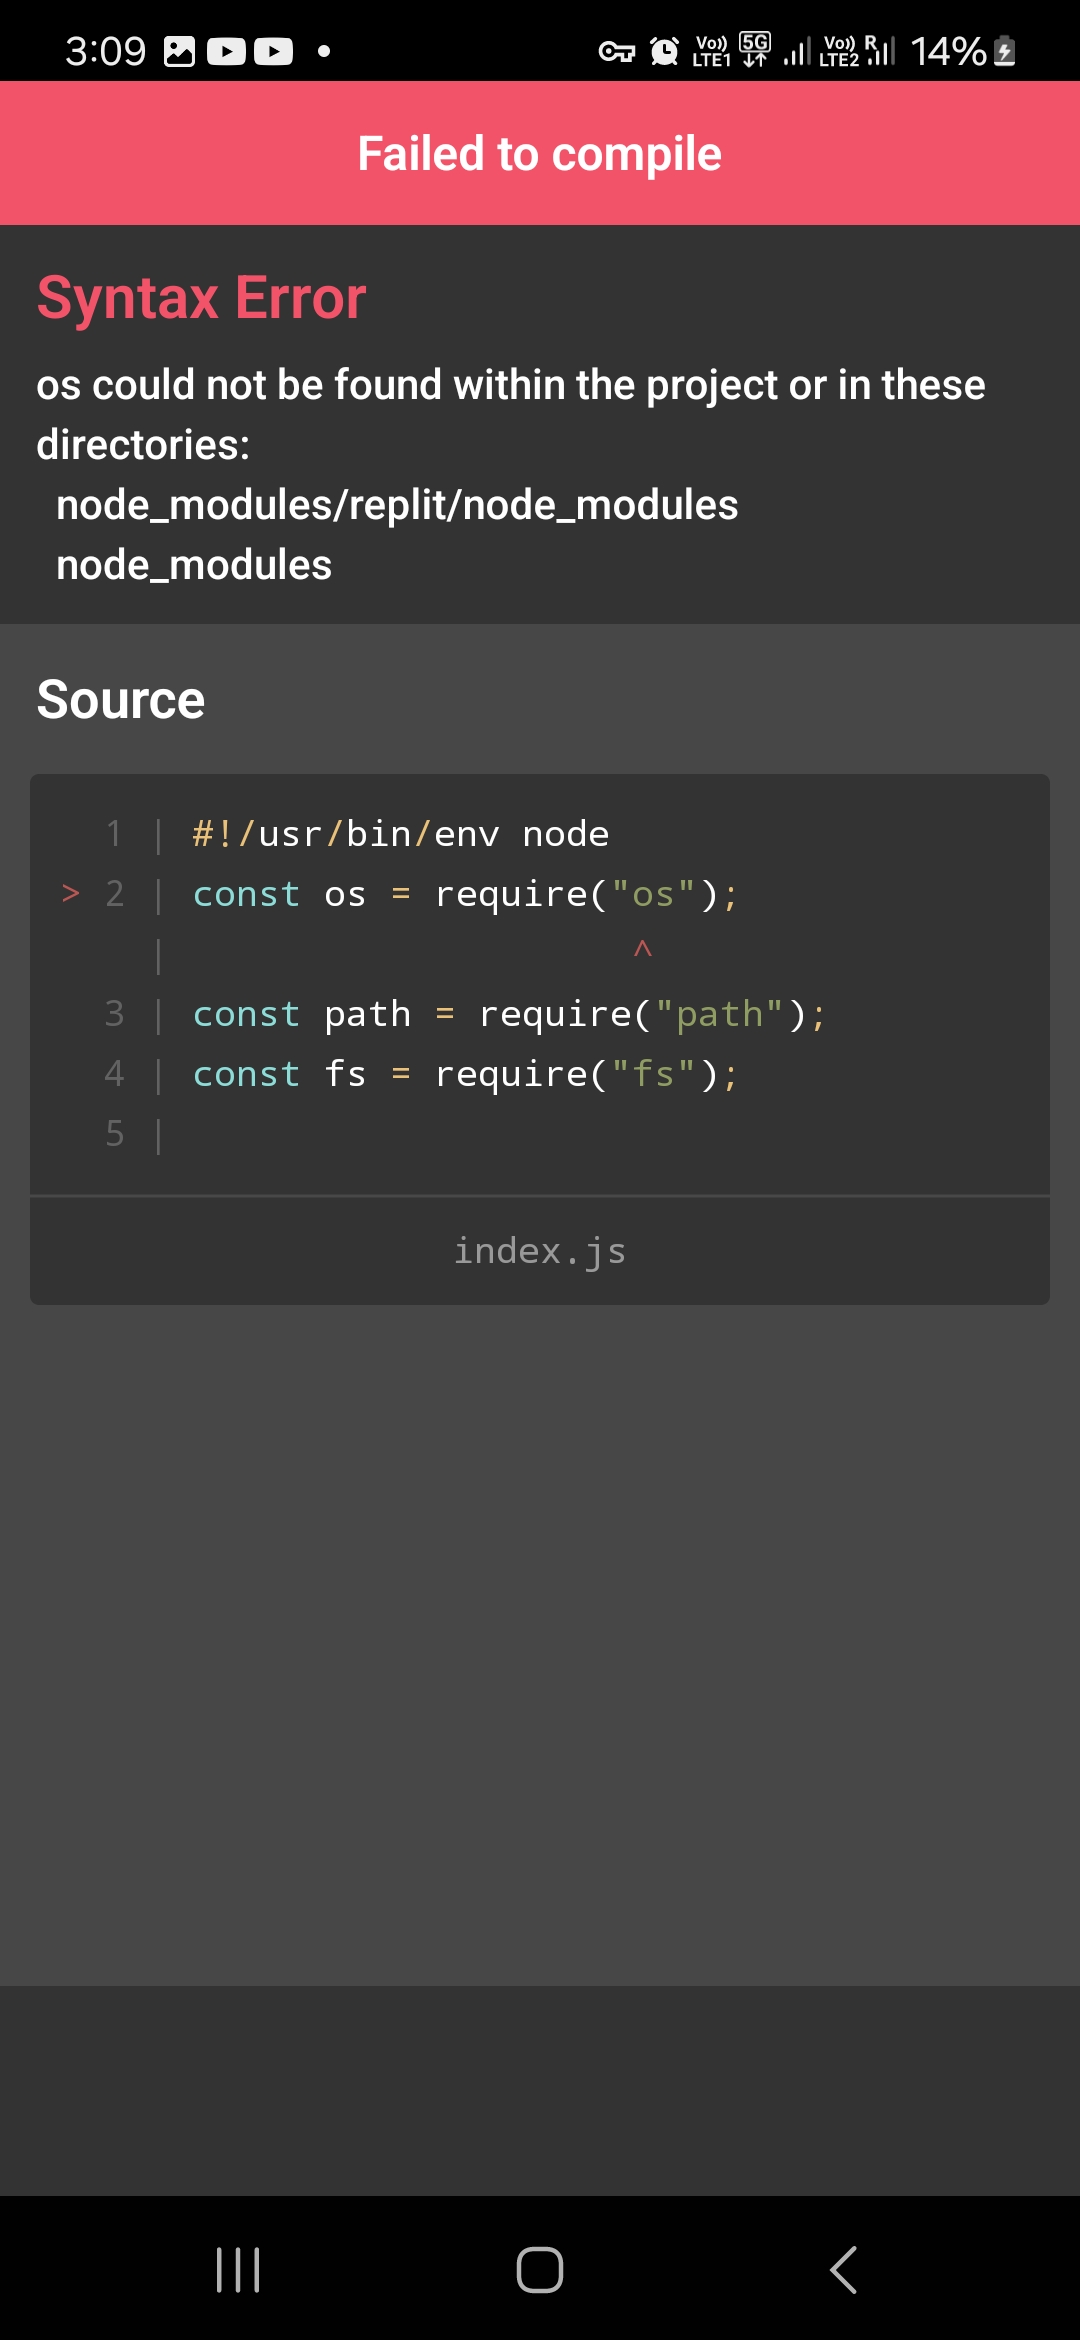 3:09
Vo)) LTE1 5G Vo)) LTE2 R 14%
Failed to compile
Syntax Error
os could not be found within the project or in these
directories:
node_modules/replit/node_modules
node_modules
Source
1 | #!/usr/bin/env node
> 2 | const os = require("os");
| ^
3 | const path = require("path");
4 | const fs = require("fs");
5 |
index.js